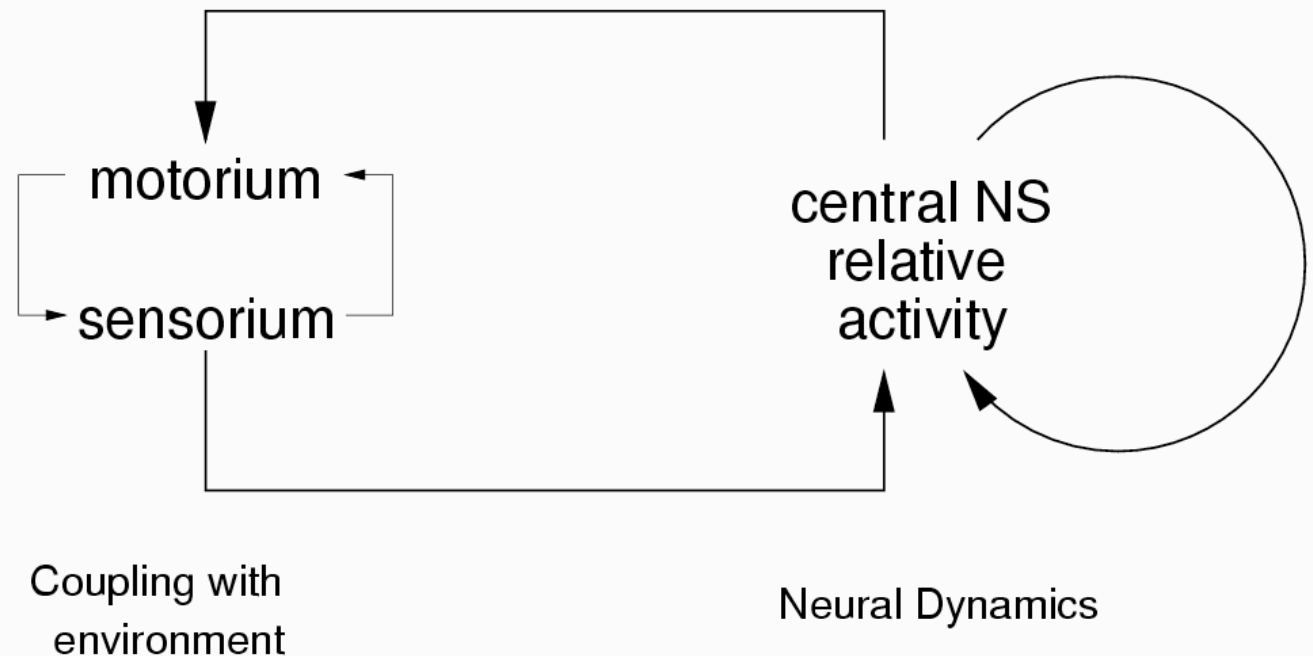 motorium
sensorium
central NS
relative
activity
Coupling with
environment
Neural Dynamics